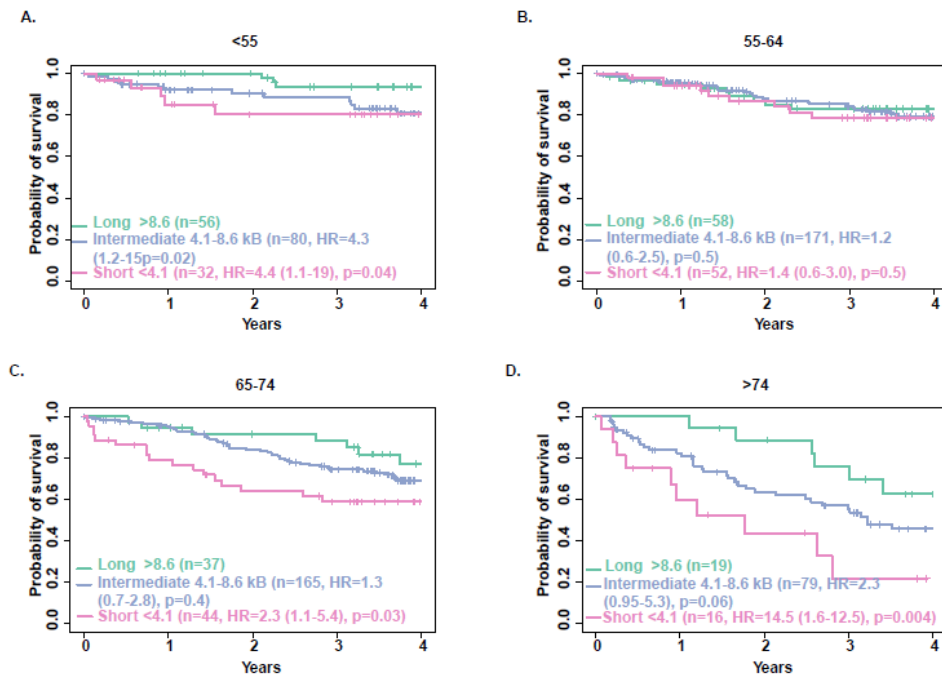 A.
<55
Probability of survival
0.0 0.2 0.4 0.6 0.8 1.0
Long >8.6 (n=56)
Intermediate 4.1-8.6 kB (n=80, HR=4.3
(1.2-15p=0.02)
Short <4.1 (n=32, HR=4.4 (1.1-19), p=0.04)
0 1 2 3 4
Years
B.
55-64
Probability of survival
0.0 0.2 0.4 0.6 0.8 1.0
Long >8.6 (n=58)
Intermediate 4.1-8.6 kB (n=171, HR=1.2
(0.6-2.5), p=0.5)
Short <4.1 (n=52, HR=1.4 (0.6-3.0), p=0.5)
0 1 2 3 4
Years
C.
65-74
Probability of survival
0.0 0.2 0.4 0.6 0.8 1.0
Long >8.6 (n=37)
Intermediate 4.1-8.6 kB (n=165, HR=1.3
(0.7-2.8), p=0.4)
Short <4.1 (n=44, HR=2.3 (1.1-5.4), p=0.03)
0 1 2 3 4
Years
D.
>74
Probability of survival
0.0 0.2 0.4 0.6 0.8 1.0
Long >8.6 (n=19)
Intermediate 4.1-8.6 kB (n=79, HR=2.3
(0.95-5.3), p=0.06)
Short <4.1 (n=16, HR=14.5 (1.6-12.5), p=0.004)
0 1 2 3 4
Years